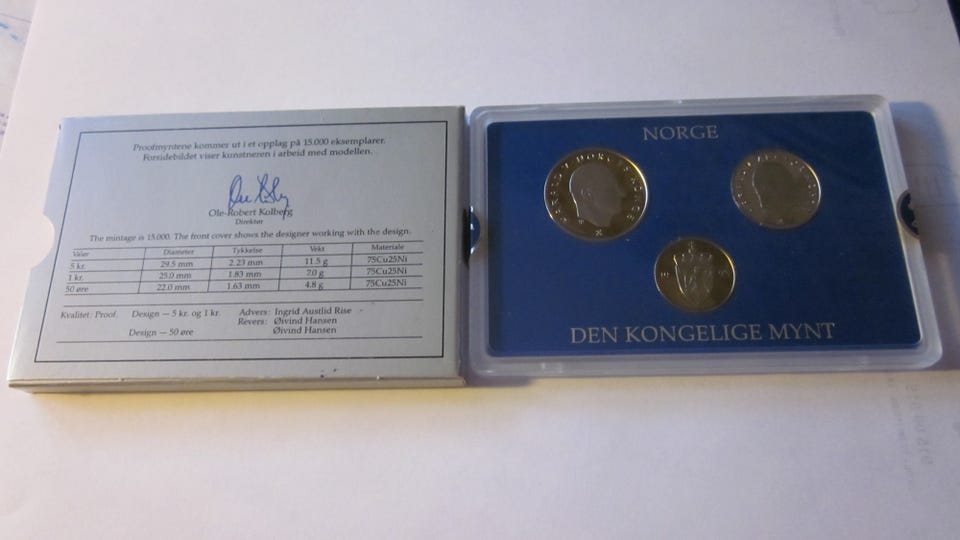 Proofmyntene kommer ut i et opplag på 15.000 eksemplarer.
Forsidebildet viser kunstneren i arbeid med modellen.
Ole-Robert Kolberg
Direktør
The mintage is 15.000. The front cover shows the designer working with the design.
Valør Diameter Tykkelse Vekt Materiale
5 kr. 29.5 mm 2.23 mm 11.5 g 75Cu25Ni
1 kr. 25.0 mm 1.83 mm 7.0 g 75Cu25Ni
50 øre 22.0 mm 1.63 mm 4.8 g 75Cu25Ni
Kvalitet: Proof. Design — 5 kr. og 1 kr. Advers: Ingrid Austlid Rise
Revers: Øivind Hansen
Design — 50 øre Øivind Hansen
NORGE
HARALD V NORGES KONGE
DEN KONGELIGE MYNT